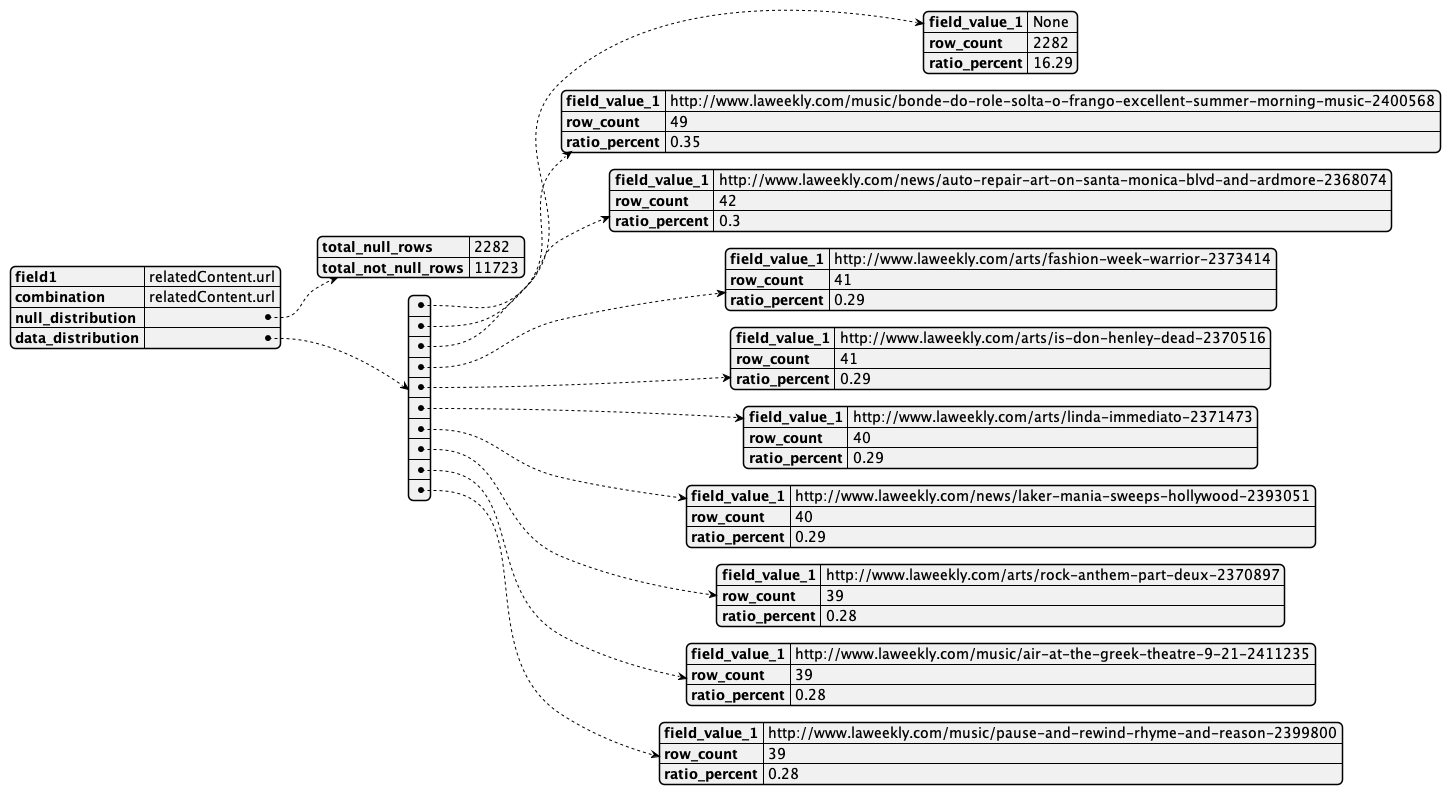 field1 relatedContent.url
combination relatedContent.url
null_distribution
data_distribution
total_null_rows 2282
total_not_null_rows 11723
field_value_1 None
row_count 2282
ratio_percent 16.29
field_value_1 http://www.laweekly.com/music/bonde-do-role-solta-o-frango-excellent-summer-morning-music-2400568
row_count 49
ratio_percent 0.35
field_value_1 http://www.laweekly.com/news/auto-repair-art-on-santa-monica-blvd-and-ardmore-2368074
row_count 42
ratio_percent 0.3
field_value_1 http://www.laweekly.com/arts/fashion-week-warrior-2373414
row_count 41
ratio_percent 0.29
field_value_1 http://www.laweekly.com/arts/is-don-henley-dead-2370516
row_count 41
ratio_percent 0.29
field_value_1 http://www.laweekly.com/arts/linda-immediato-2371473
row_count 40
ratio_percent 0.29
field_value_1 http://www.laweekly.com/news/laker-mania-sweeps-hollywood-2393051
row_count 40
ratio_percent 0.29
field_value_1 http://www.laweekly.com/arts/rock-anthem-part-deux-2370897
row_count 39
ratio_percent 0.28
field_value_1 http://www.laweekly.com/music/air-at-the-greek-theatre-9-21-2411235
row_count 39
ratio_percent 0.28
field_value_1 http://www.laweekly.com/music/pause-and-rewind-rhyme-and-reason-2399800
row_count 39
ratio_percent 0.28